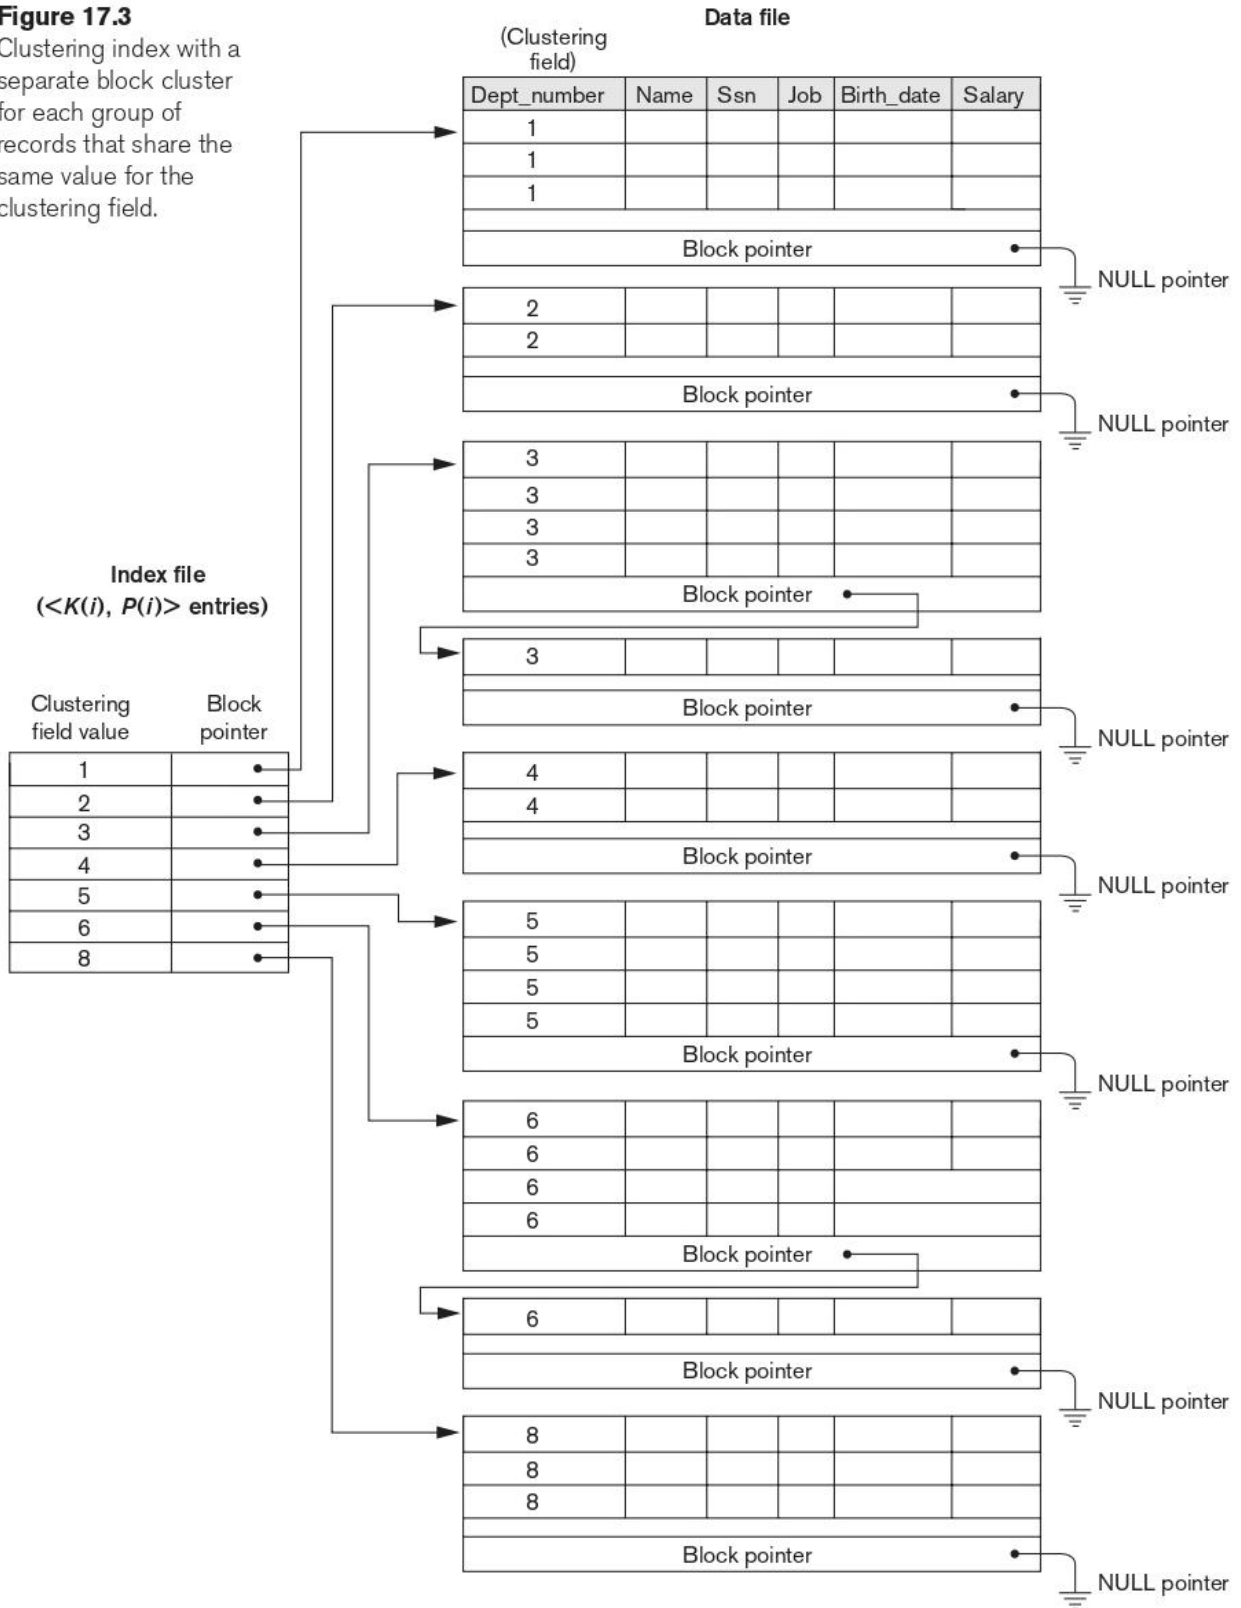 Figure 17.3
Clustering index with a
separate block cluster
for each group of
records that share the
same value for the
clustering field.
Data file
(Clustering
field)
Dept_number Name Ssn Job Birth_date Salary
1
1
1
Block pointer
NULL pointer
2
2
Block pointer
NULL pointer
3
3
3
3
Block pointer
3
Block pointer
NULL pointer
4
4
Block pointer
NULL pointer
5
5
5
5
Block pointer
NULL pointer
6
6
6
6
Block pointer
6
Block pointer
NULL pointer
8
8
8
Block pointer
NULL pointer
Index file
(<K(i), P(i)> entries)
Clustering
field value
Block
pointer
1
2
3
4
5
6
8